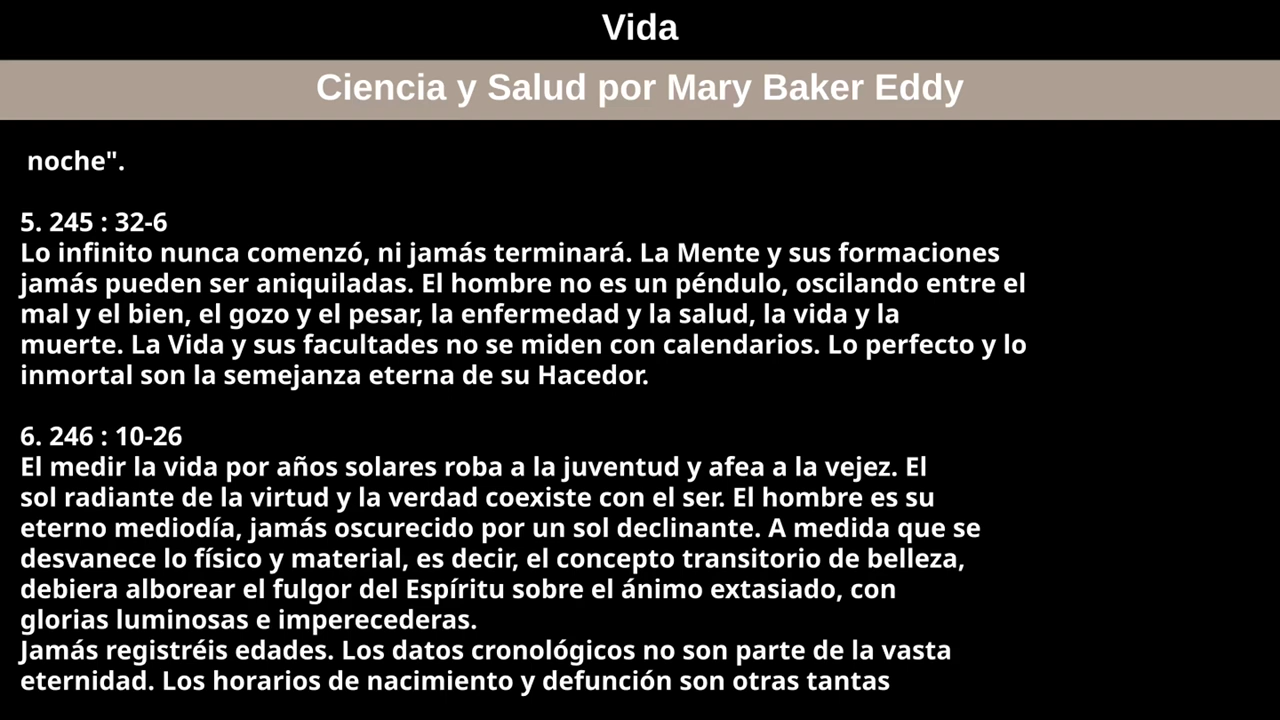 Vida
Ciencia y Salud por Mary Baker Eddy
noche".
5. 245 : 32-6
Lo infinito nunca comenzó, ni jamás terminará. La Mente y sus formaciones
jamás pueden ser aniquiladas. El hombre no es un péndulo, oscilando entre el
mal y el bien, el gozo y el pesar, la enfermedad y la salud, la vida y la
muerte. La Vida y sus facultades no se miden con calendarios. Lo perfecto y lo
inmortal son la semejanza eterna de su Hacedor.
6. 246 : 10-26
El medir la vida por años solares roba a la juventud y afea a la vejez. El
sol radiante de la virtud y la verdad coexiste con el ser. El hombre es su
eterno mediodía, jamás oscurecido por un sol declinante. A medida que se
desvanece lo físico y material, es decir, el concepto transitorio de belleza,
debiera alborear el fulgor del Espíritu sobre el ánimo extasiado, con
glorias luminosas e imperecederas.
Jamás registréis edades. Los datos cronológicos no son parte de la vasta
eternidad. Los horarios de nacimiento y defunción son otras tantas